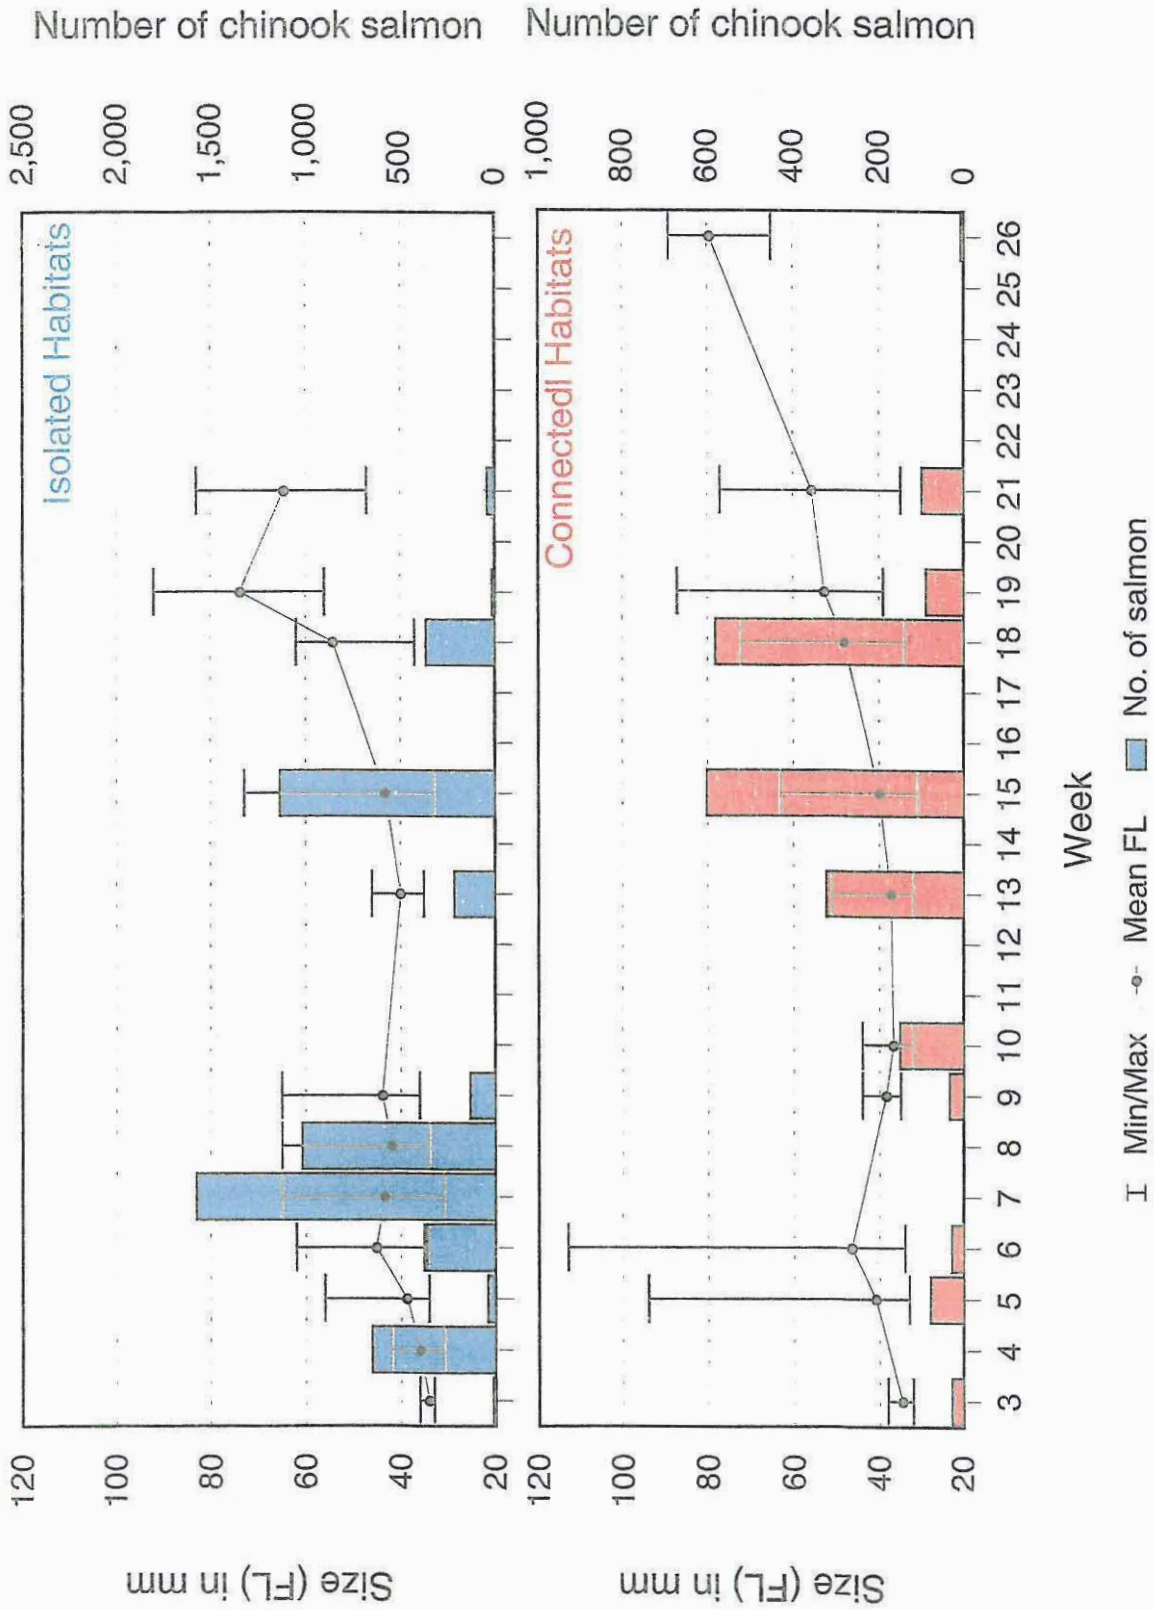 Isolated Habitats
Size (FL) in mm
120
100
80
60
40
20
Number of chinook salmon
2,500
2,000
1,500
1,000
500
0
Connectedl Habitats
Size (FL) in mm
120
100
80
60
40
20
Number of chinook salmon
1,000
800
600
400
200
0
3 4 5 6 7 8 9 10 11 12 13 14 15 16 17 18 19 20 21 22 23 24 25 26
Week
Min/Max Mean FL No. of salmon